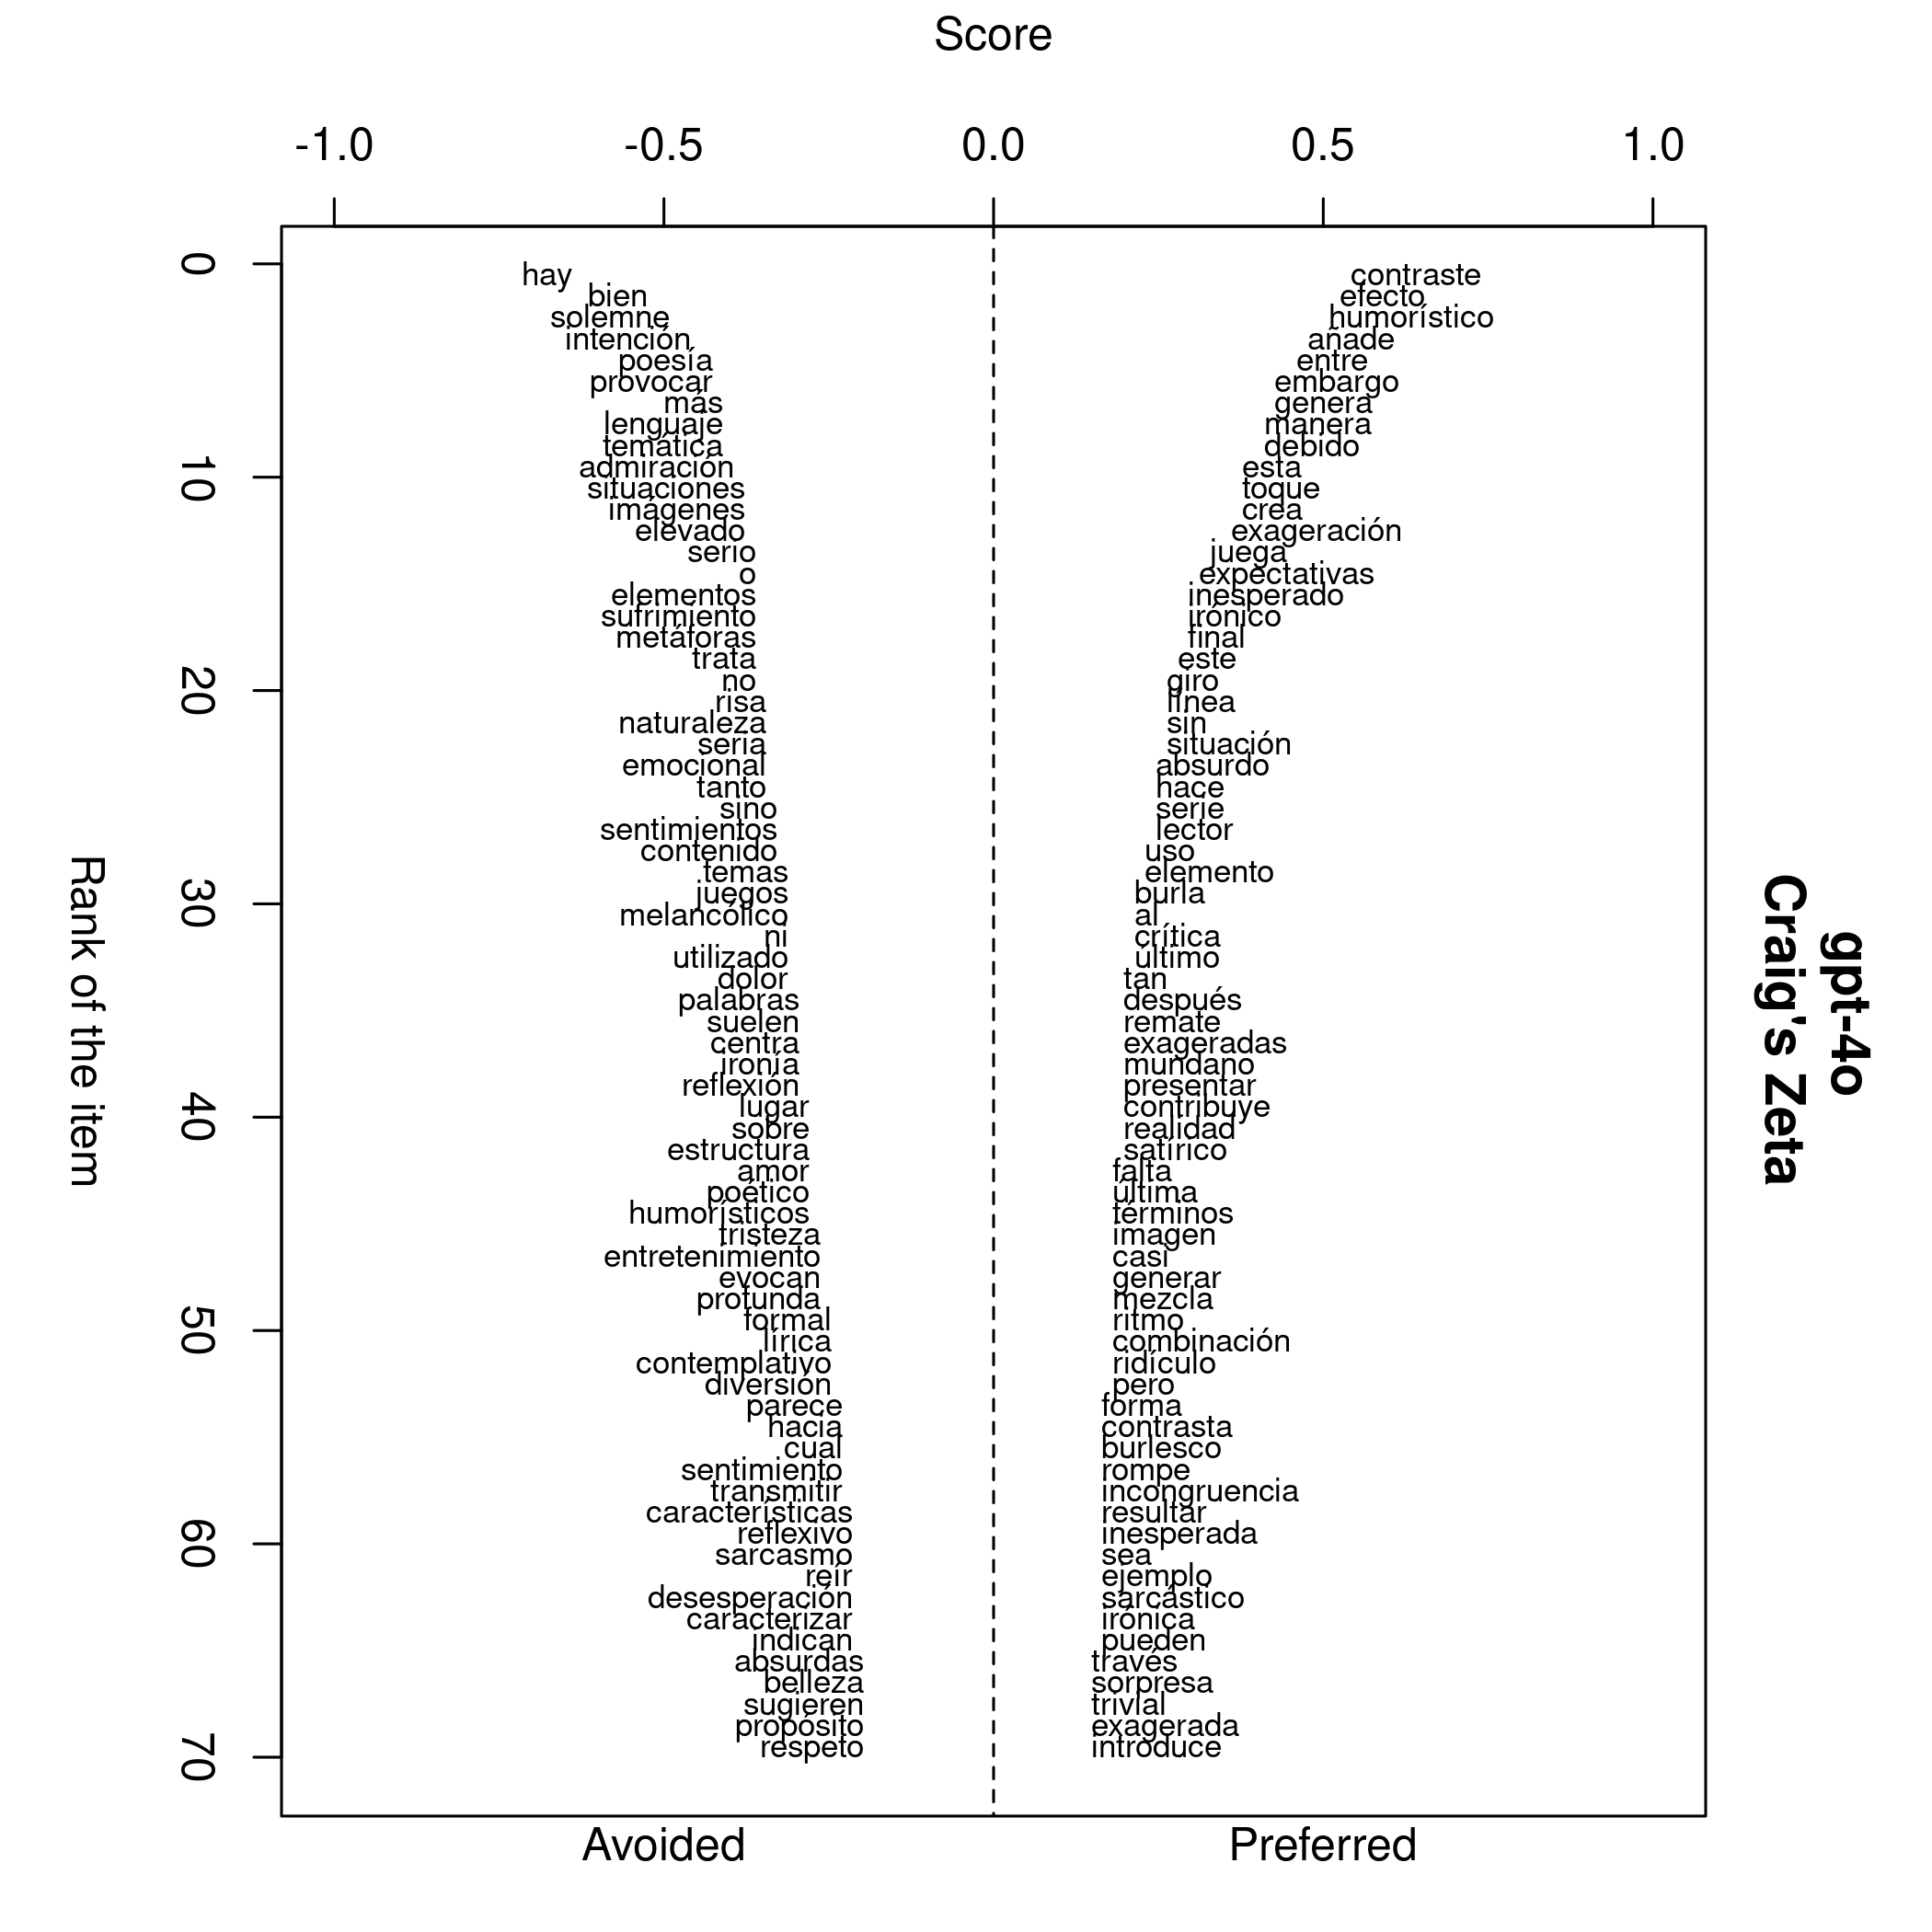 Score
-1.0 -0.5 0.0 0.5 1.0
gpt-4o
Craig's Zeta
Rank of the item
0
10
20
30
40
50
60
70
hay
bien
solemne
intención
poesía
provocar
más
lenguaje
temática
admiración
situaciones
imágenes
elevado
serio
o
elementos
sufrimiento
metáforas
trata
no
risa
naturaleza
seria
emocional
tanto
sino
sentimientos
contenido
temas
juegos
melancólico
ni
utilizado
dolor
palabras
suelen
centra
ironía
reflexión
lugar
sobre
estructura
amor
poético
humorísticos
tristeza
entretenimiento
evocan
profunda
formal
lírica
contemplativo
diversión
parece
hacia
cual
sentimiento
transmitir
características
reflexivo
sarcasmo
reír
desesperación
caracterizar
indican
absurdas
belleza
sugieren
propósito
respeto
contraste
efecto
humorístico
añade
entre
embargo
genera
manera
debido
esta
toque
crea
exageración
juega
expectativas
inesperado
irónico
final
este
giro
línea
sin
situación
absurdo
hace
serie
lector
uso
elemento
burla
al
crítica
último
tan
después
remate
exageradas
mundano
presentar
contribuye
realidad
satírico
falta
última
términos
imagen
casi
generar
mezcla
ritmo
combinación
ridículo
pero
forma
contrasta
burlesco
rompe
incongruencia
resultar
inesperada
sea
ejemplo
sarcástico
irónica
pueden
través
sorpresa
trivial
exagerada
introduce
Avoided Preferred